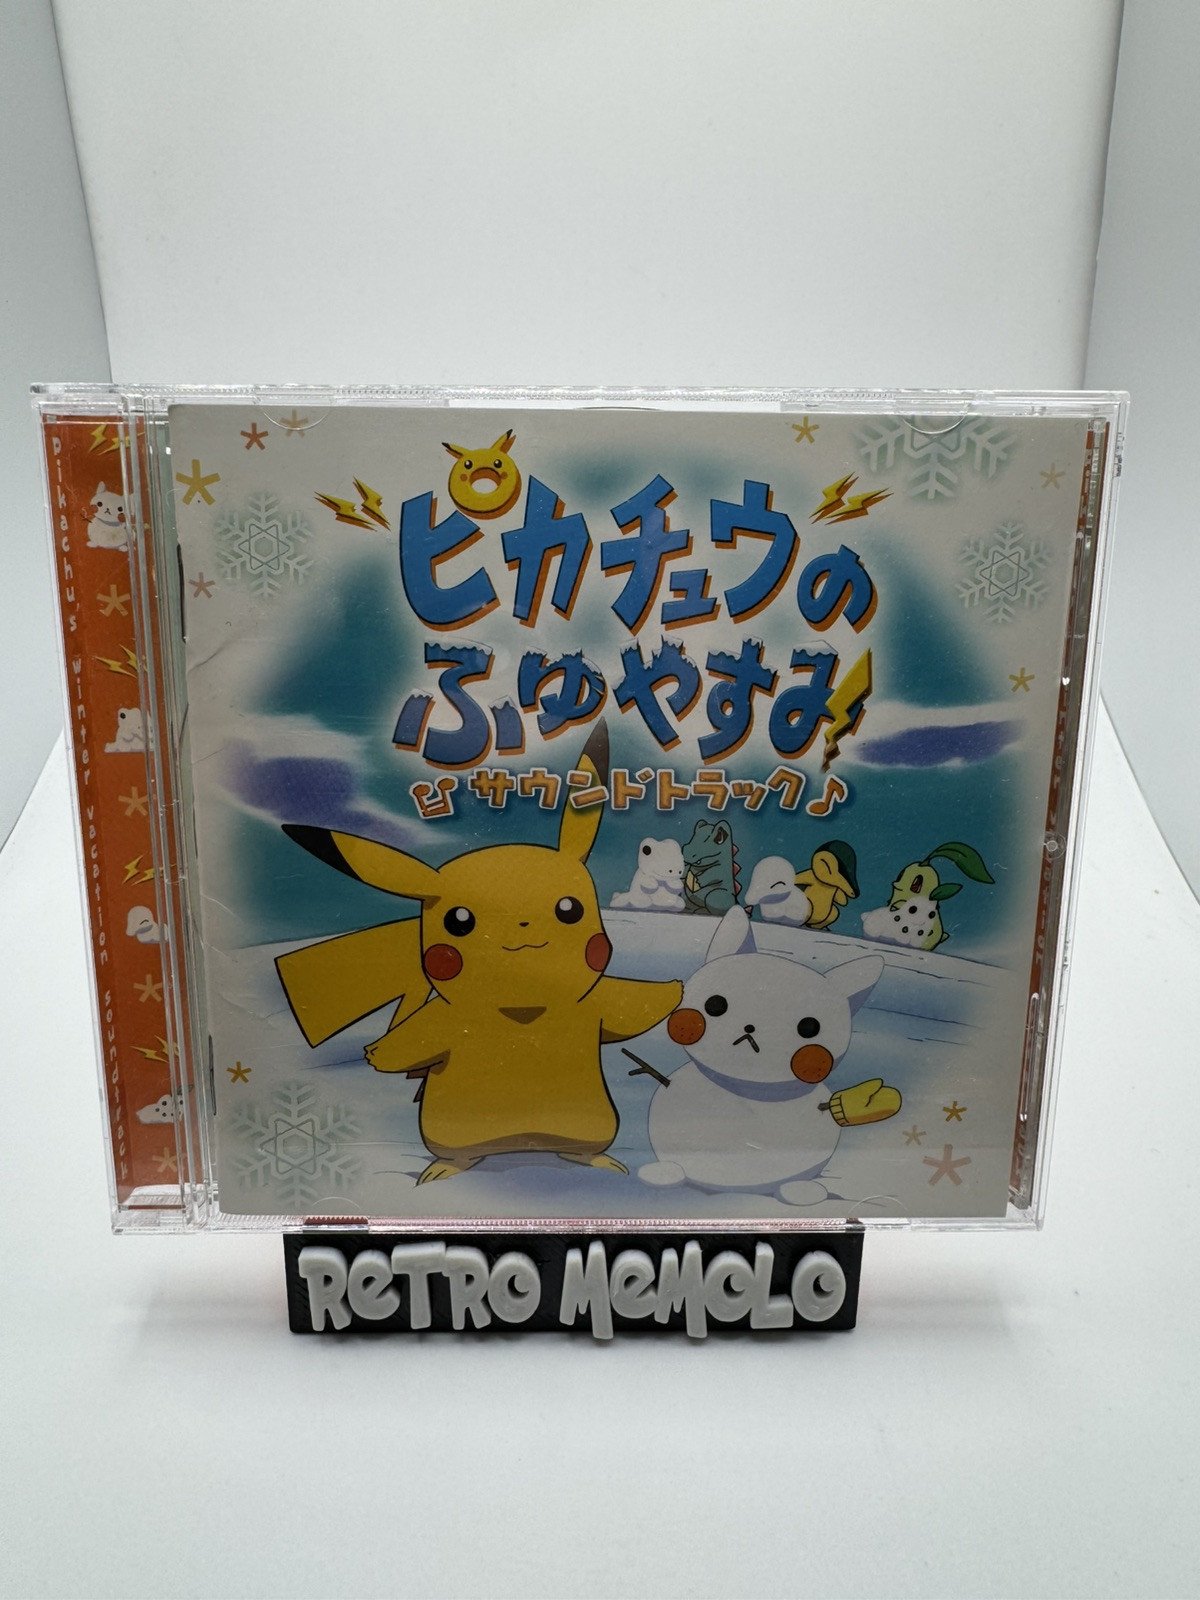 ピカチュウの
ふゆやすみ
サウンドトラック
Pikachu's winter vacation soundtrack
RETRO MEMOLO